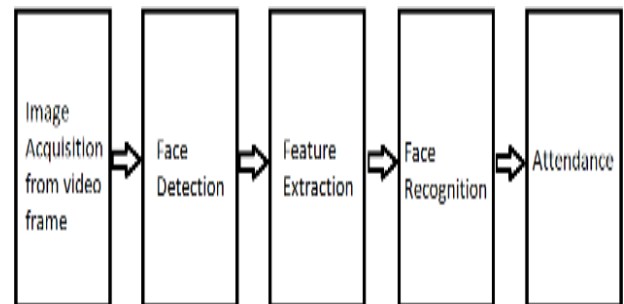 Image
Acquisition
from video
frame
Face
Detection
Feature
Extraction
Face
Recognition
Attendance